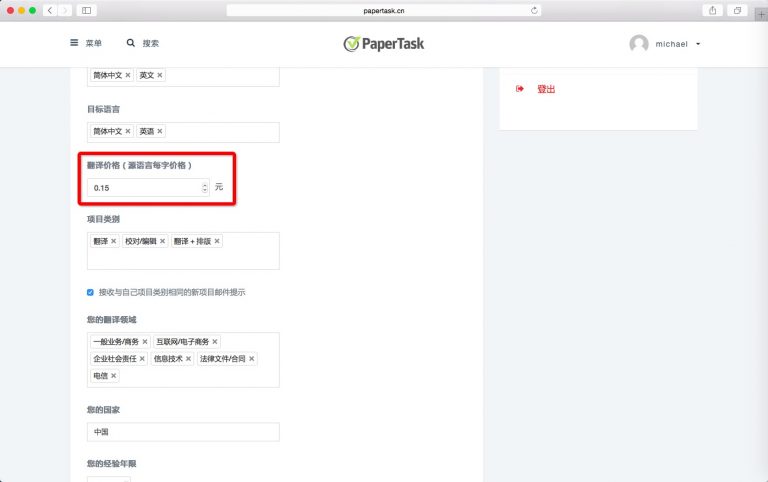 papertask.cn
菜单 搜索 PaperTask michael
简体中文 × 英文 ×
登出
目标语言
简体中文 × 英语 ×
翻译价格（源语言每字价格）
0.15 元
项目类别
翻译 × 校对/编辑 × 翻译 + 排版 ×
接收与自己项目类别相同的新项目邮件提示
您的翻译领域
一般业务/商务 × 互联网/电子商务 ×
企业社会责任 × 信息技术 × 法律文件/合同 ×
电信 ×
您的国家
中国
您的经验年限